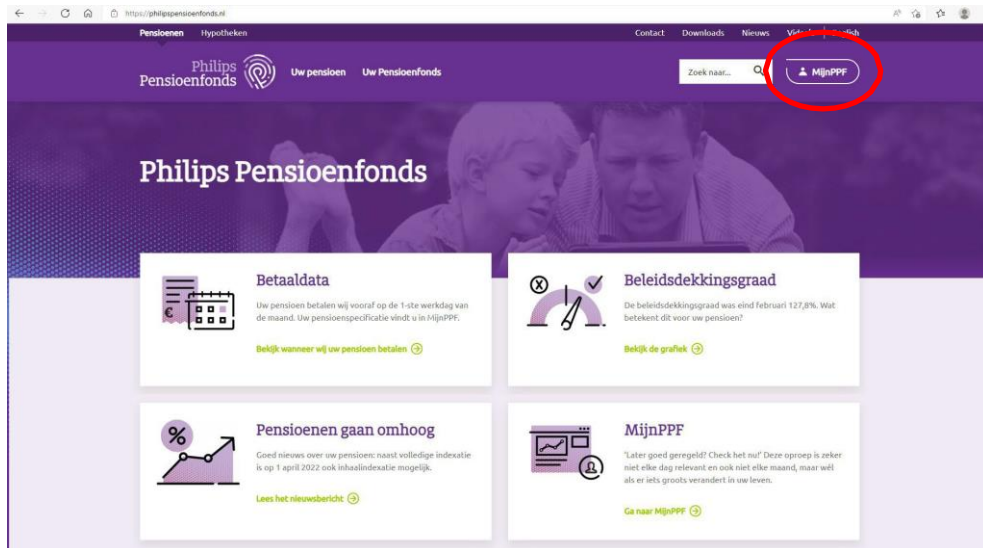 https://philipspensioenfonds.nl
Pensioenen Hypotheken Contact Downloads Nieuws English
Philips
Pensioenfonds
Uw pensioen Uw Pensioenfonds Zoek naar... MijnPPF
Philips Pensioenfonds
Betaaldata
Uw pensioen betalen wij vooraf op de 1-ste werkdag van
de maand. Uw pensioenspecificatie vindt u in MijnPPF.
Bekijk wanneer wij uw pensioen betalen
Beleidsdekkingsgraad
De beleidsdekkingsgraad was eind februari 127,8%. Wat
betekent dit voor uw pensioen?
Bekijk de grafiek
Pensioenen gaan omhoog
Goed nieuws over uw pensioen: naast volledige indexatie
is op 1 april 2022 ook inhaalindexatie mogelijk.
Lees het nieuwsbericht
MijnPPF
'Later goed geregeld? Check het nu!' Deze oproep is zeker
niet elke dag relevant en ook niet elke maand, maar wél
als er iets groots verandert in uw leven.
Ga naar MijnPPF